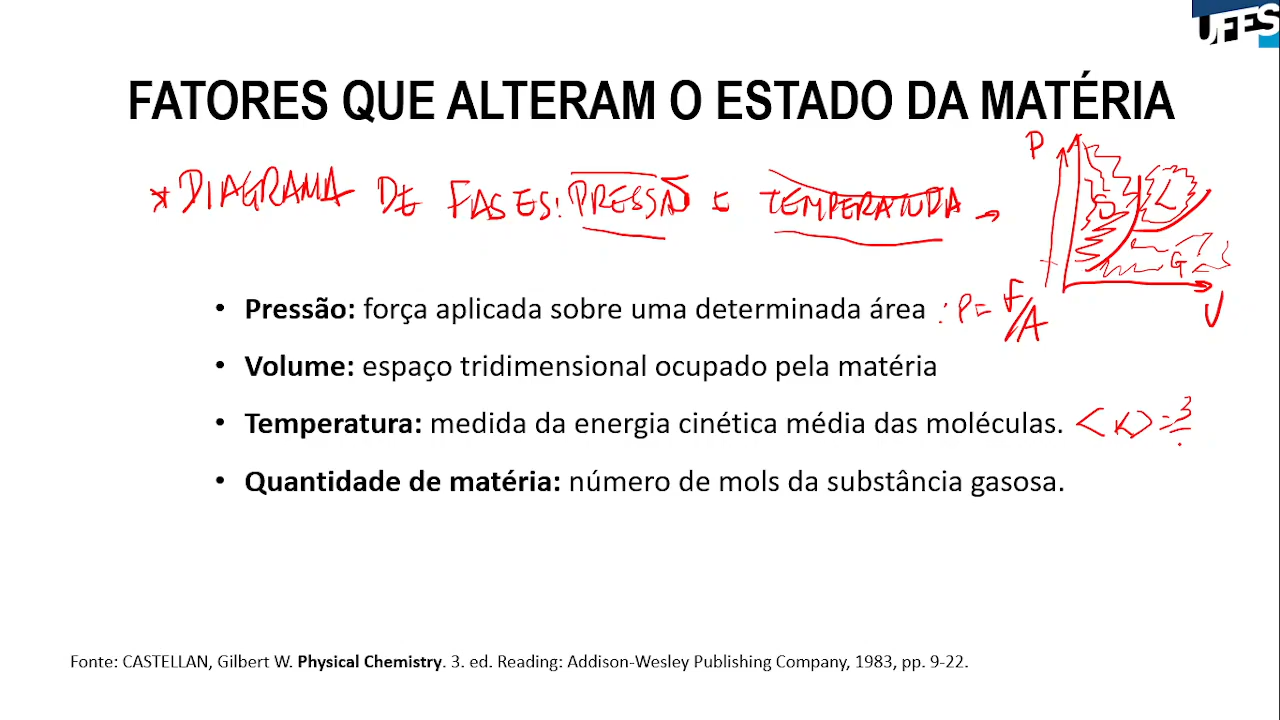 UFES
FATORES QUE ALTERAM O ESTADO DA MATÉRIA
* DIAGRAMA DE FASES: PRESSÃO E TEMPERATURA →
P
L
G
V
• Pressão: força aplicada sobre uma determinada área : P = F/A
• Volume: espaço tridimensional ocupado pela matéria
• Temperatura: medida da energia cinética média das moléculas. <K> = 3
• Quantidade de matéria: número de mols da substância gasosa.
Fonte: CASTELLAN, Gilbert W. Physical Chemistry. 3. ed. Reading: Addison-Wesley Publishing Company, 1983, pp. 9-22.